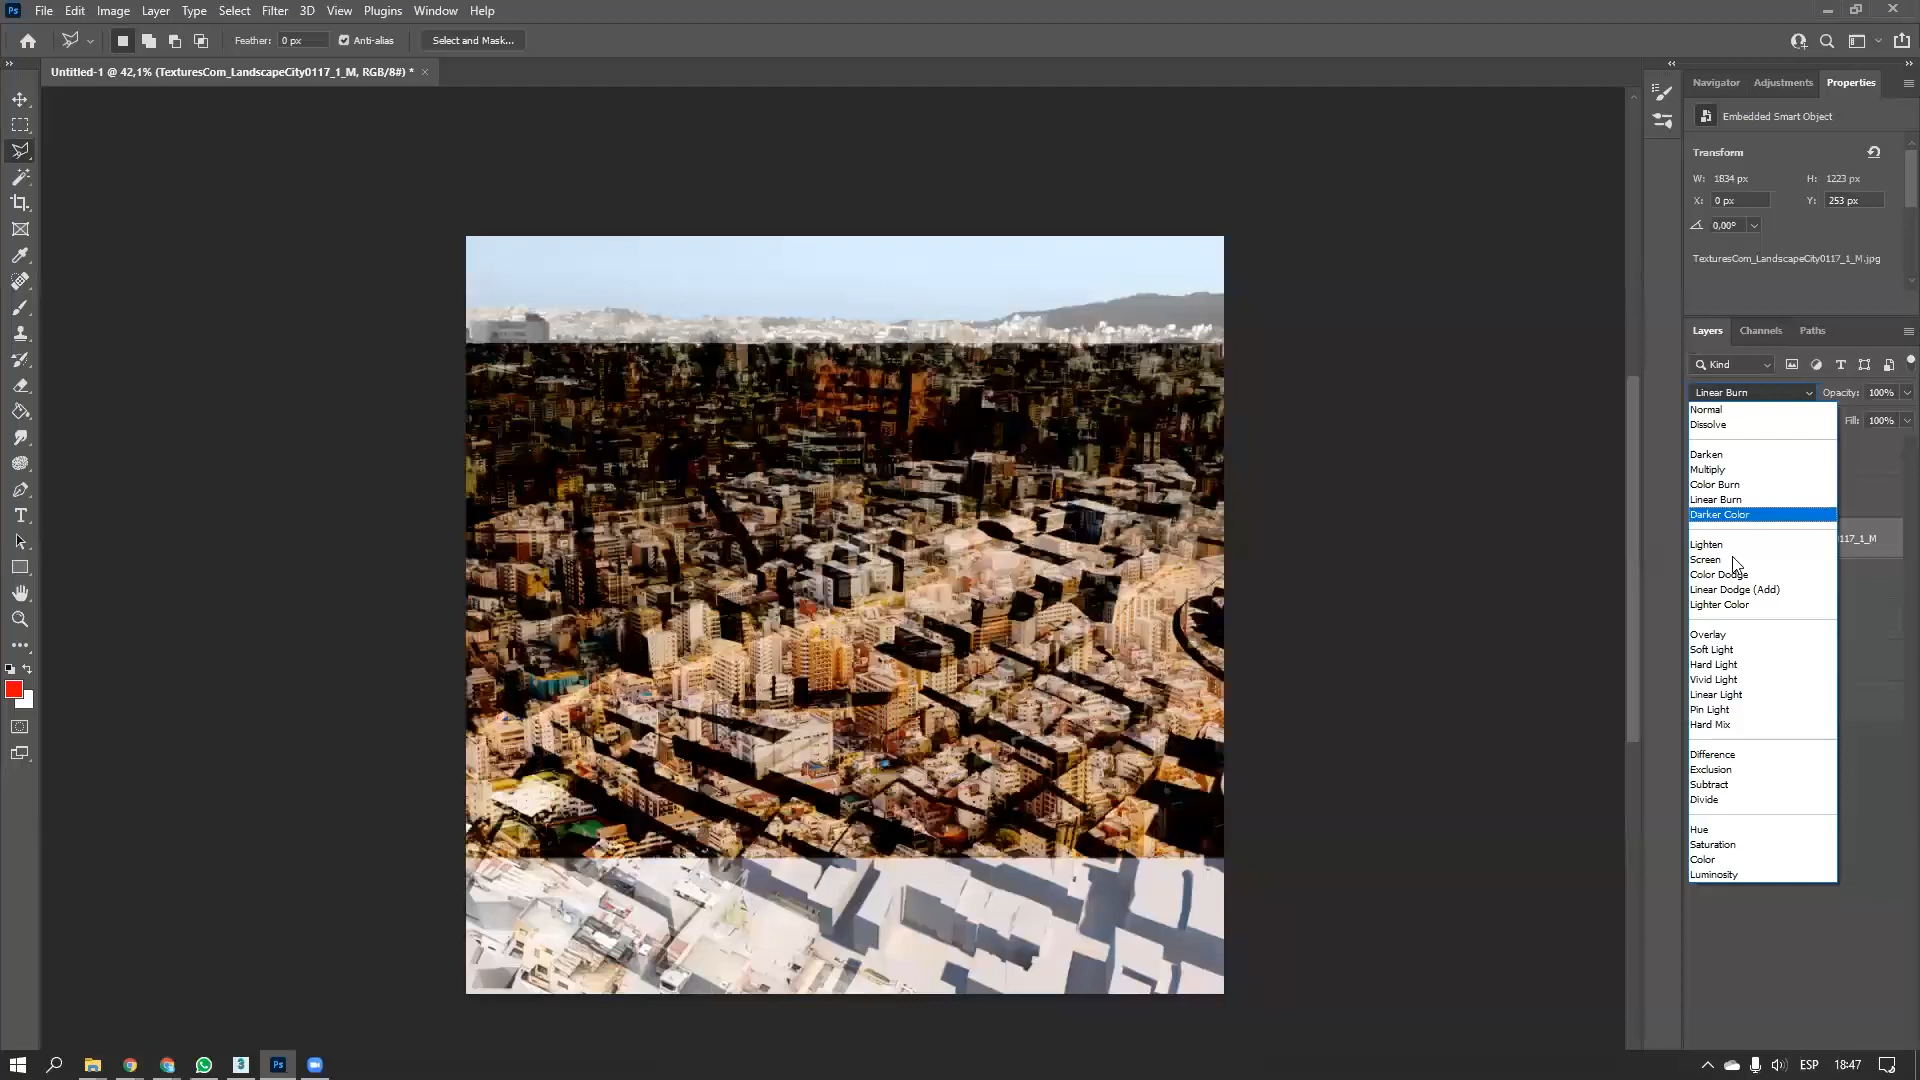 Ps File Edit Image Layer Type Select Filter 3D View Plugins Window Help
Feather: 0 px Anti-alias Select and Mask...
Untitled-1 @ 42,1% (TexturesCom_LandscapeCity0117_1_M, RGB/8#) * ×
Navigator Adjustments Properties
Embedded Smart Object
Transform
W: 1834 px H: 1223 px
X: 0 px Y: 253 px
0,00°
TexturesCom_LandscapeCity0117_1_M.jpg
Layers Channels Paths
Kind
Linear Burn Opacity: 100%
Normal
Fill: 100%
Dissolve
Darken
Multiply
Color Burn
Linear Burn
Darker Color
Lighten
0117_1_M
Screen
Color Dodge
Linear Dodge (Add)
Lighter Color
Overlay
Soft Light
Hard Light
Vivid Light
Linear Light
Pin Light
Hard Mix
Difference
Exclusion
Subtract
Divide
Hue
Saturation
Color
Luminosity
Ps ESP 18:47